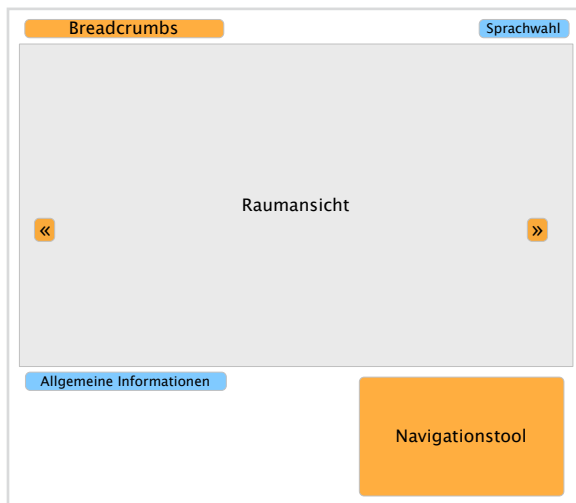 Breadcrumbs
Sprachwahl
Raumansicht
«
»
Allgemeine Informationen
Navigationstool